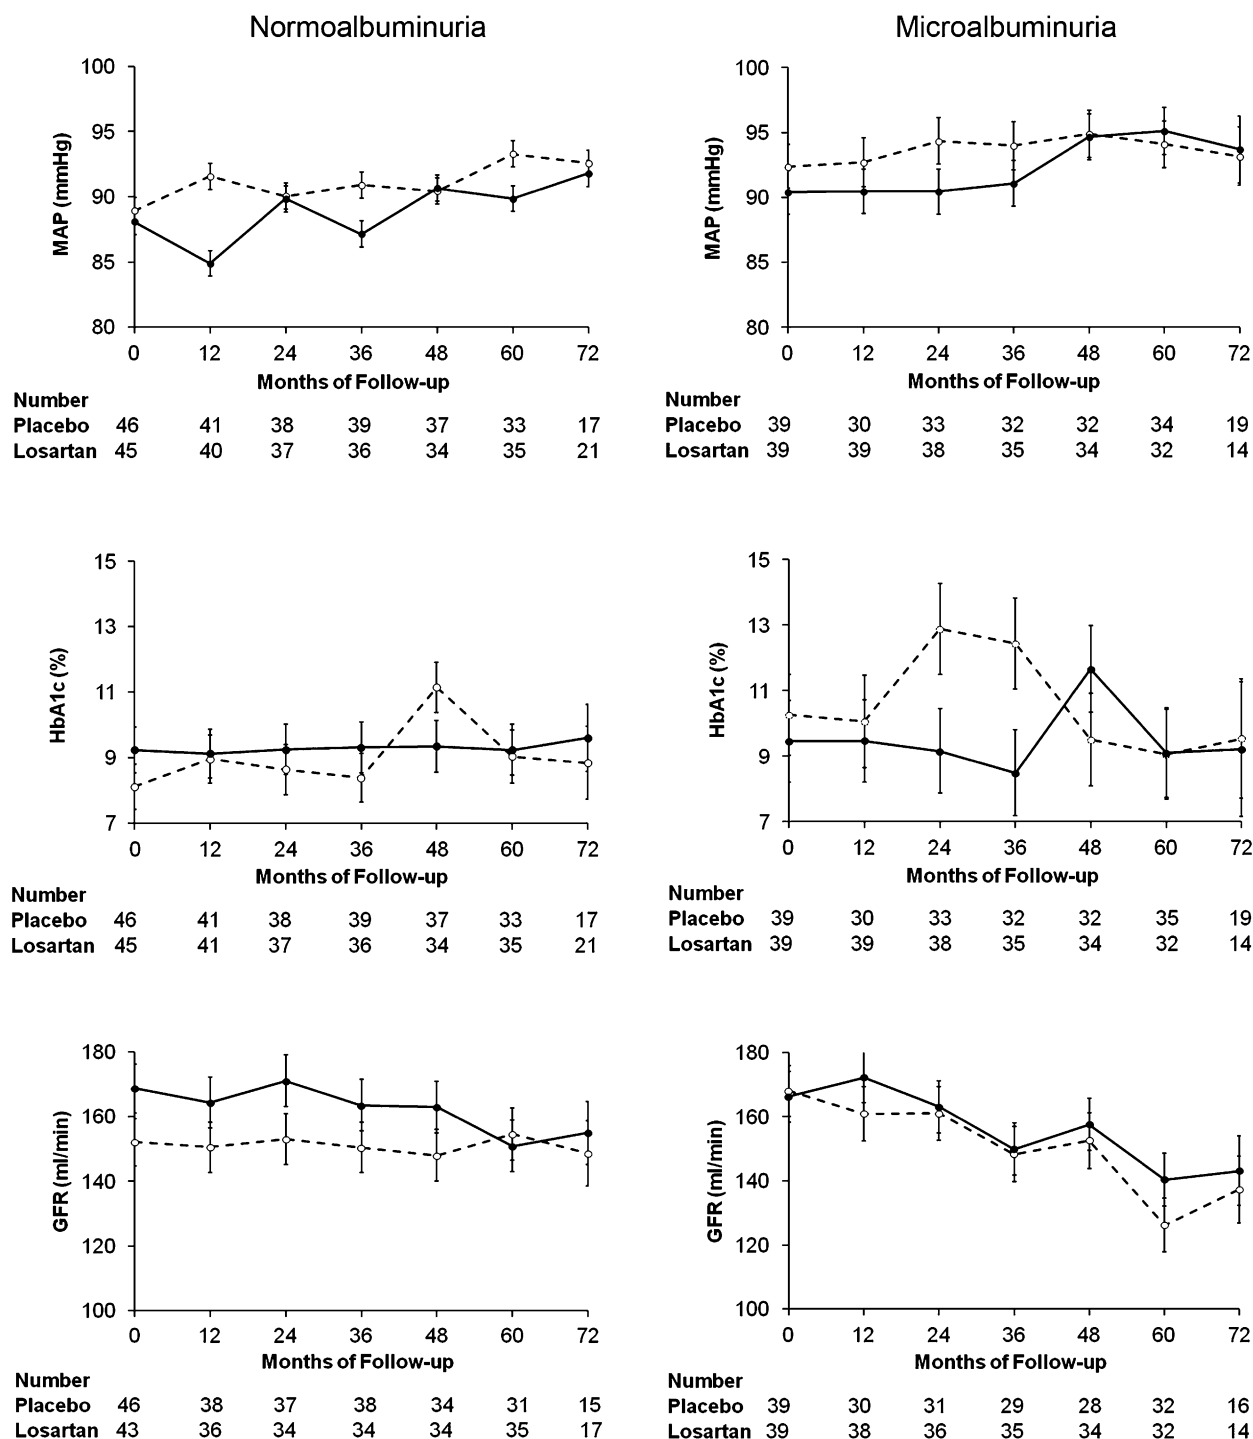 Normoalbuminuria
Microalbuminuria
100
95
90
85
80
MAP (mmHg)
0 12 24 36 48 60 72
Months of Follow-up
Number
Placebo 46 41 38 39 37 33 17
Losartan 45 40 37 36 34 35 21
100
95
90
85
80
MAP (mmHg)
0 12 24 36 48 60 72
Months of Follow-up
Number
Placebo 39 30 33 32 32 34 19
Losartan 39 39 38 35 34 32 14
15
13
11
9
7
HbA1c (%)
0 12 24 36 48 60 72
Months of Follow-up
Number
Placebo 46 41 38 39 37 33 17
Losartan 45 41 37 36 34 35 21
15
13
11
9
7
HbA1c (%)
0 12 24 36 48 60 72
Months of Follow-up
Number
Placebo 39 30 33 32 32 35 19
Losartan 39 39 38 35 34 32 14
180
160
140
120
100
GFR (ml/min)
0 12 24 36 48 60 72
Months of Follow-up
Number
Placebo 46 38 37 38 34 31 15
Losartan 43 36 34 34 34 35 17
180
160
140
120
100
GFR (ml/min)
0 12 24 36 48 60 72
Months of Follow-up
Number
Placebo 39 30 31 29 28 32 16
Losartan 39 38 36 35 34 32 14